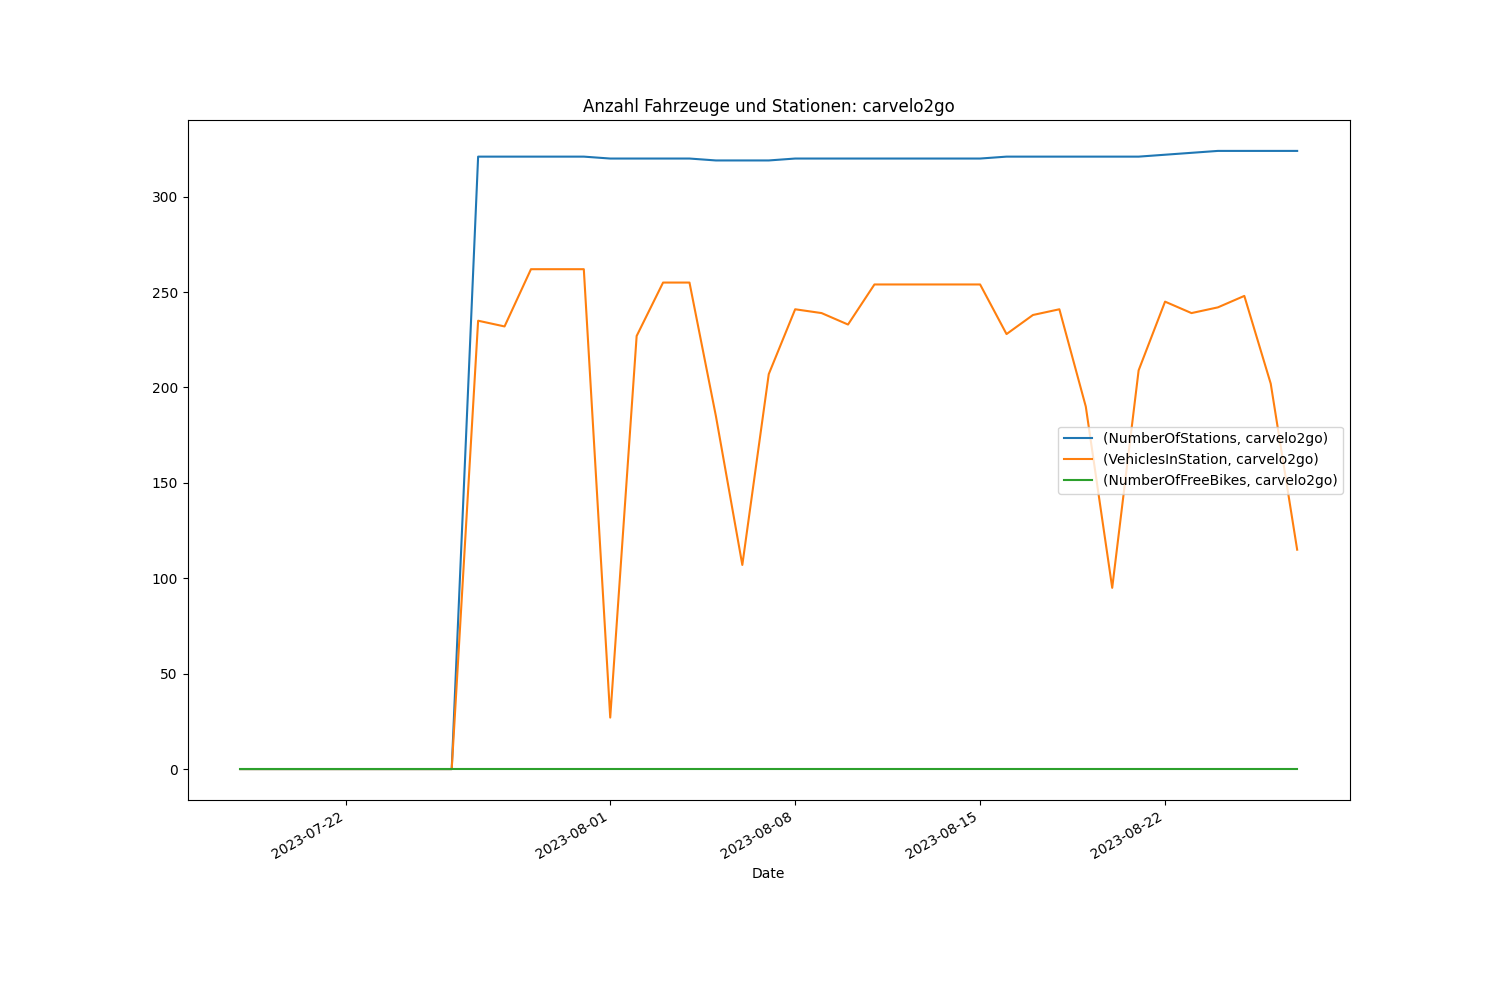 Anzahl Fahrzeuge und Stationen: carvelo2go
300
250
200
150
100
50
0
(NumberOfStations, carvelo2go)
(VehiclesInStation, carvelo2go)
(NumberOfFreeBikes, carvelo2go)
2023-07-22
2023-08-01
2023-08-08
2023-08-15
2023-08-22
Date